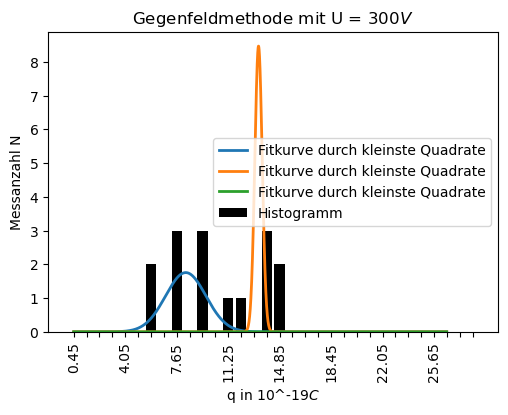 Gegenfeldmethode mit U = 300V
Messanzahl N
8
7
6
5
4
3
2
1
0
Fitkurve durch kleinste Quadrate
Fitkurve durch kleinste Quadrate
Fitkurve durch kleinste Quadrate
Histogramm
0.45
4.05
7.65
11.25
14.85
18.45
22.05
25.65
q in 10^-19C